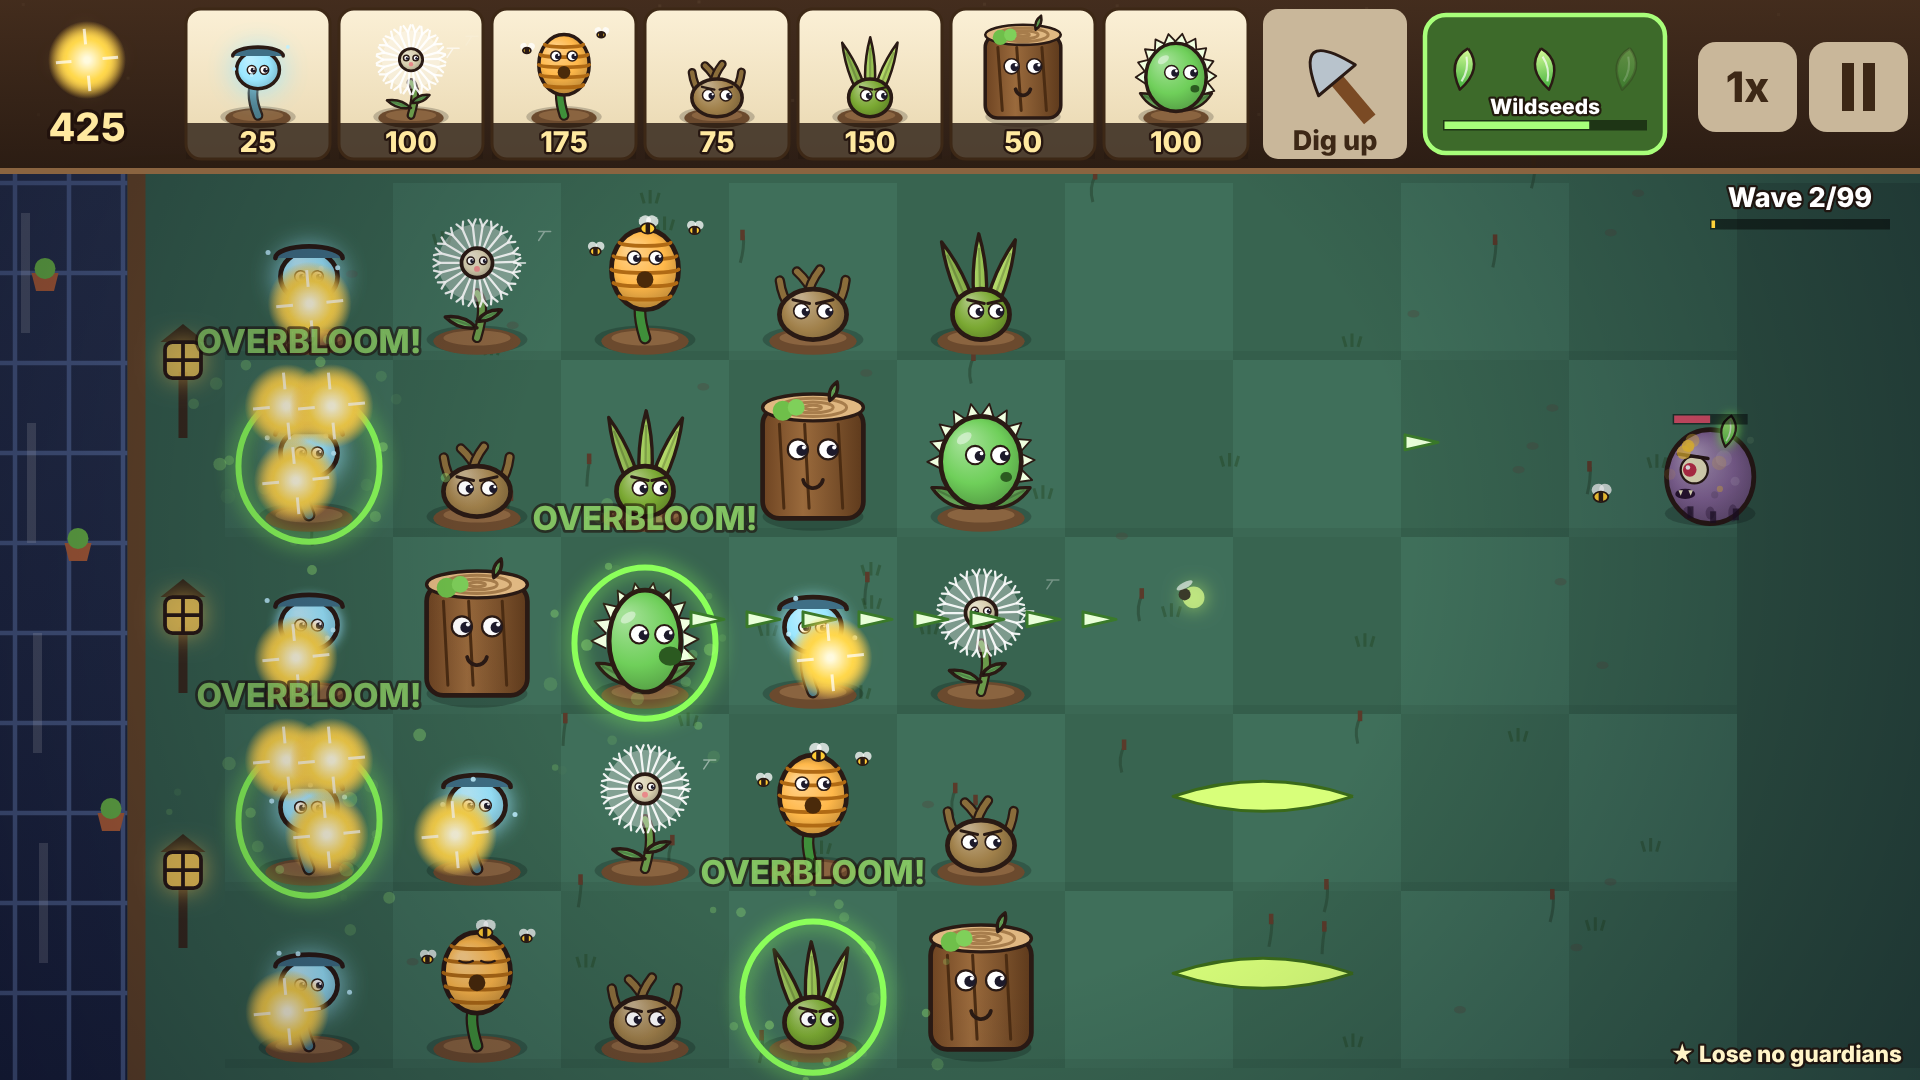 425
25
100
175
75
150
50
100
Dig up
Wildseeds
1x
Wave 2/99
OVERBLOOM!
OVERBLOOM!
OVERBLOOM!
OVERBLOOM!
★ Lose no guardians